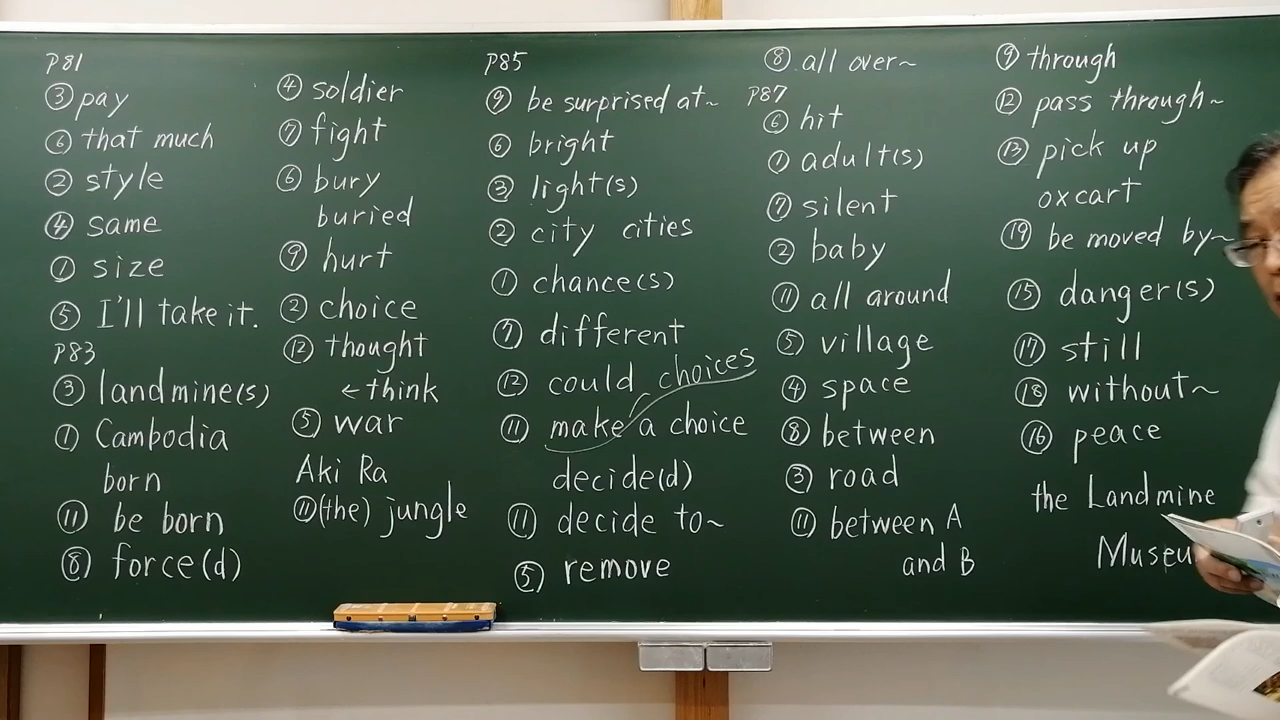 P81
③ pay
⑥ that much
② style
④ same
① size
⑤ I'll take it.
P83
③ landmine(s)
① Cambodia
born
⑪ be born
⑧ force(d)
④ soldier
⑦ fight
⑥ bury
buried
⑨ hurt
② choice
⑫ thought
← think
⑤ war
Aki Ra
⑪ (the) jungle
P85
⑨ be surprised at~
⑥ bright
③ light(s)
② city cities
① chance(s)
⑦ different
⑫ could
choices
⑪ make a choice
decide(d)
⑪ decide to~
⑤ remove
⑧ all over~
P87
⑥ hit
① adult(s)
⑦ silent
② baby
⑪ all around
⑤ village
④ space
⑧ between
③ road
⑪ between A
and B
⑨ through
⑫ pass through~
⑬ pick up
oxcart
⑲ be moved by~
⑮ danger(s)
⑰ still
⑱ without~
⑯ peace
the Landmine
Museu